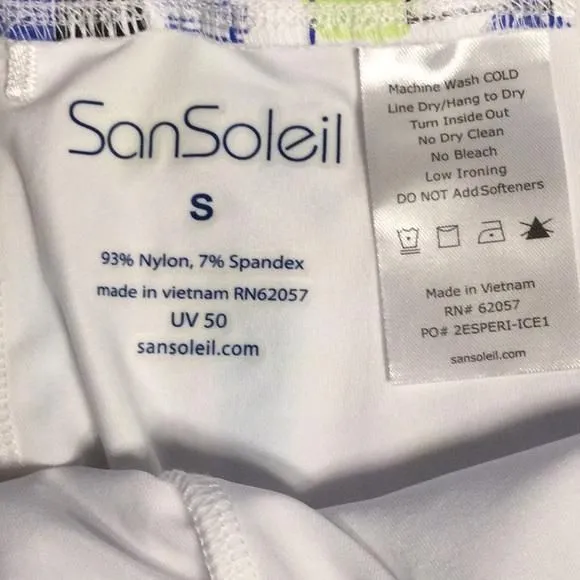 SanSoleil
S
93% Nylon, 7% Spandex
made in vietnam RN62057
UV 50
sansoleil.com
Machine Wash COLD
Line Dry/Hang to Dry
Turn Inside Out
No Dry Clean
No Bleach
Low Ironing
DO NOT Add Softeners
Made in Vietnam
RN# 62057
PO# 2ESPERI-ICE1
sansoleil.com